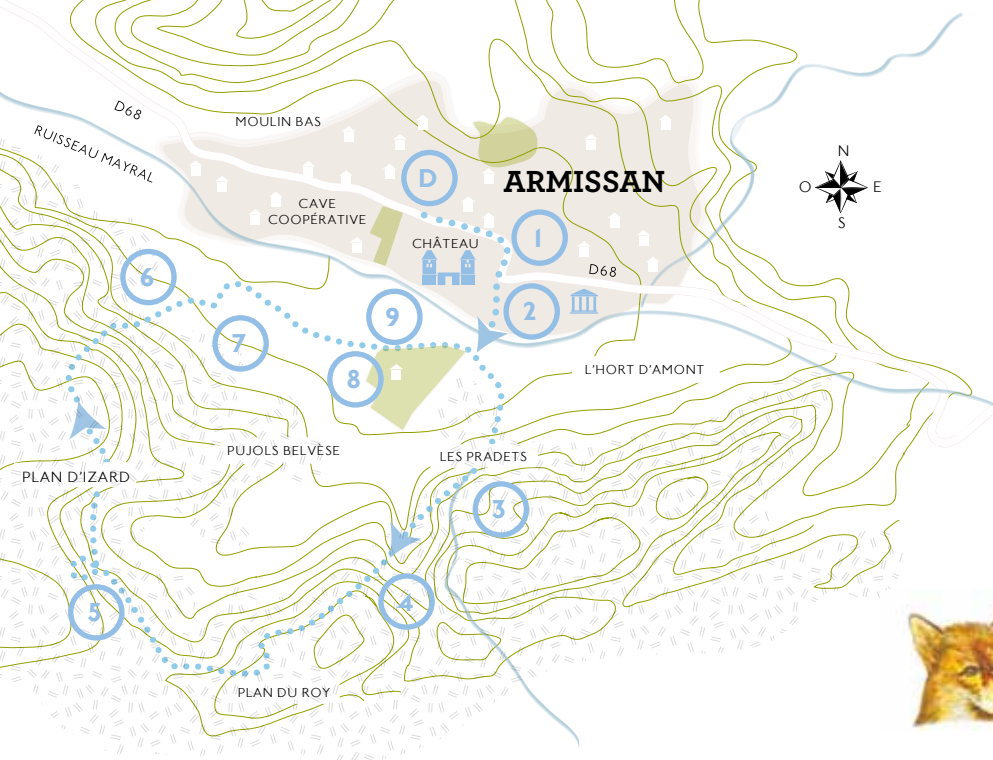 D68
MOULIN BAS
RUISSEAU MAYRAL
N
O
E
S
D
ARMISSAN
CAVE
COOPÉRATIVE
1
CHÂTEAU
D68
6
2
9
7
8
L'HORT D'AMONT
PUJOLS BELVÈSE
LES PRADETS
PLAN D'IZARD
3
4
5
PLAN DU ROY